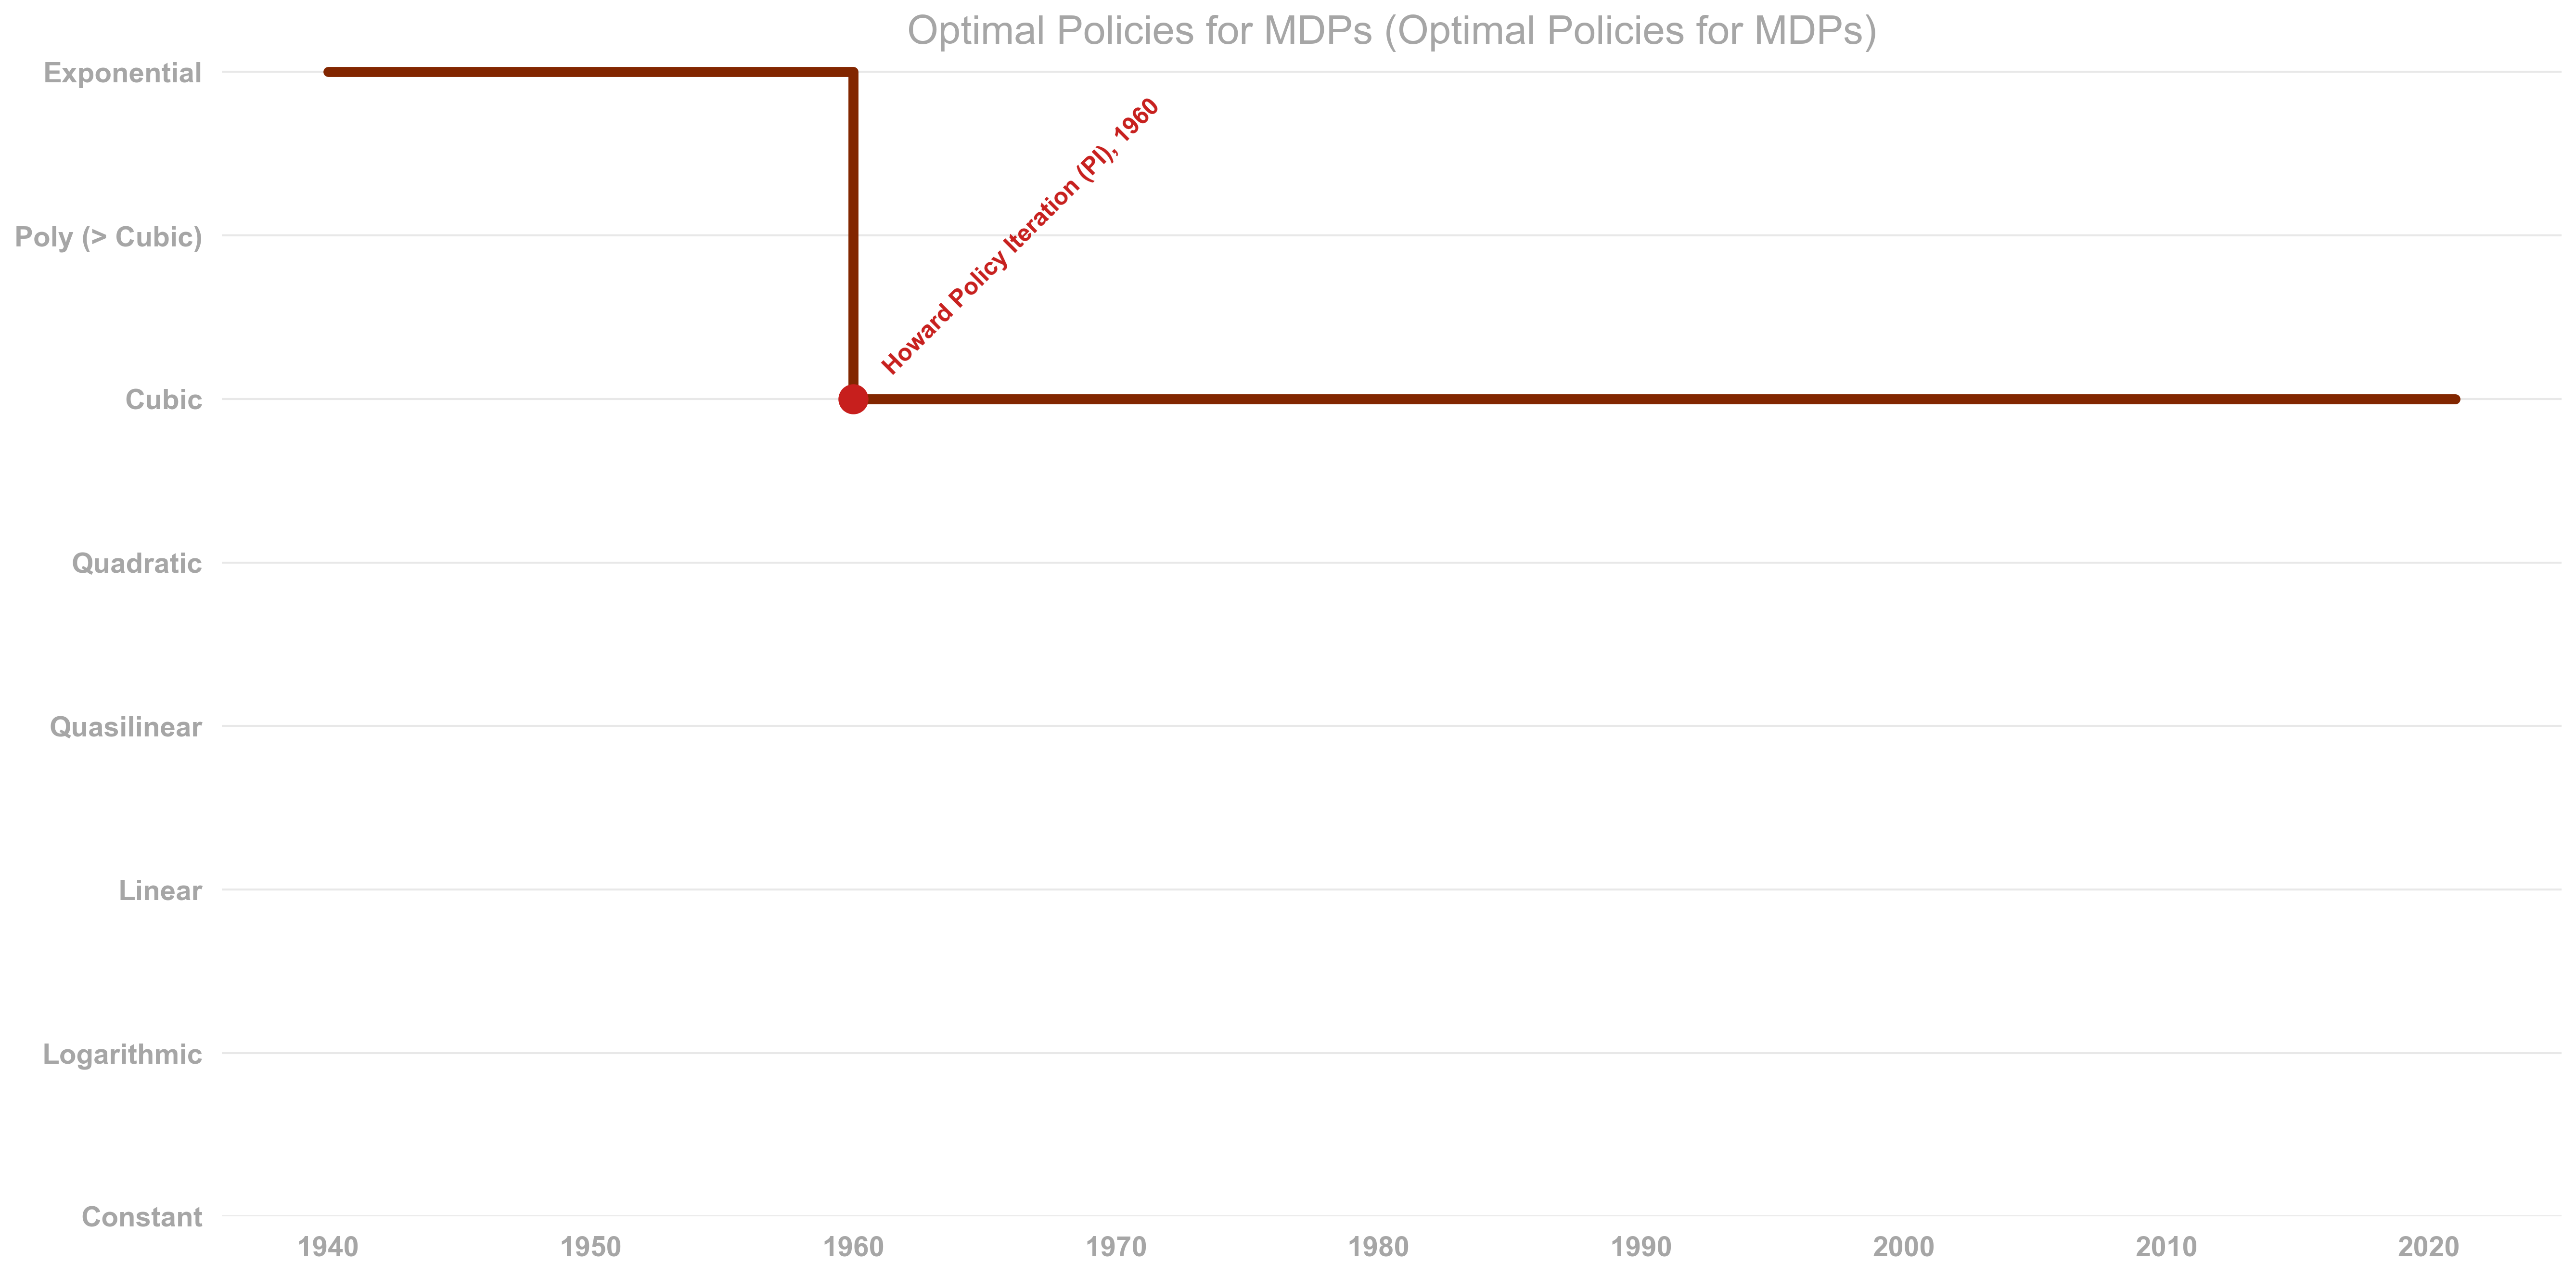 Optimal Policies for MDPs (Optimal Policies for MDPs)
Exponential
Poly (> Cubic)
Cubic
Quadratic
Quasilinear
Linear
Logarithmic
Constant
Howard Policy Iteration (PI), 1960
1940 1950 1960 1970 1980 1990 2000 2010 2020